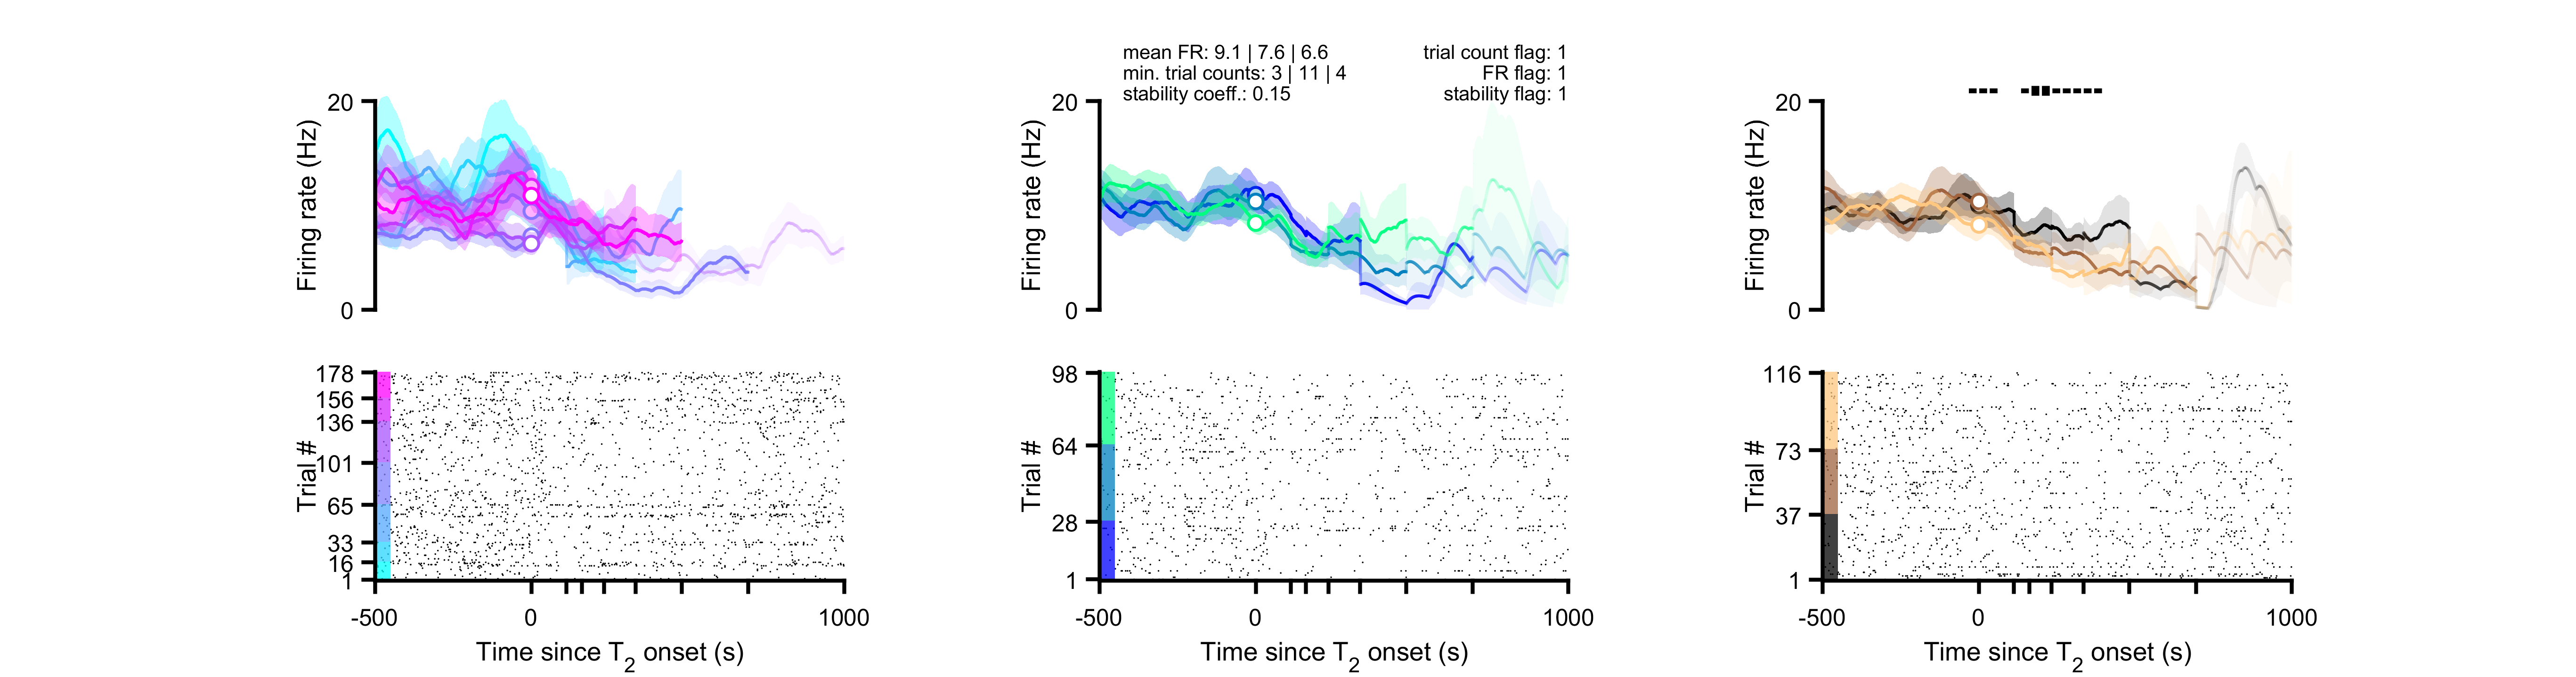 mean FR: 9.1 | 7.6 | 6.6
min. trial counts: 3 | 11 | 4
stability coeff.: 0.15
trial count flag: 1
FR flag: 1
stability flag: 1
20
0
Firing rate (Hz)
20
0
Firing rate (Hz)
20
0
Firing rate (Hz)
178
156
136
101
65
33
16
1
Trial #
-500
0
1000
Time since T2 onset (s)
98
64
28
1
Trial #
-500
0
1000
Time since T2 onset (s)
116
73
37
1
Trial #
-500
0
1000
Time since T2 onset (s)